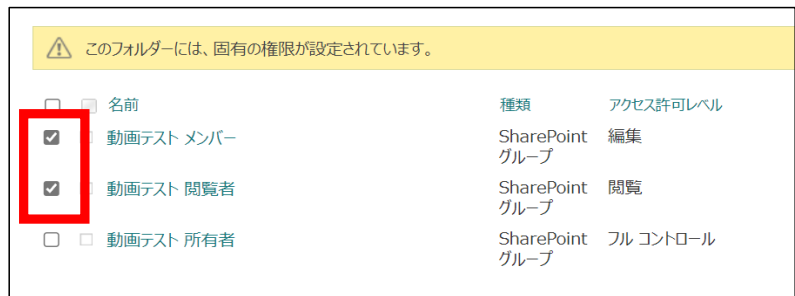 このフォルダーには、固有の権限が設定されています。
名前 種類 アクセス許可レベル
動画テスト メンバー SharePoint グループ 編集
動画テスト 閲覧者 SharePoint グループ 閲覧
動画テスト 所有者 SharePoint グループ フル コントロール